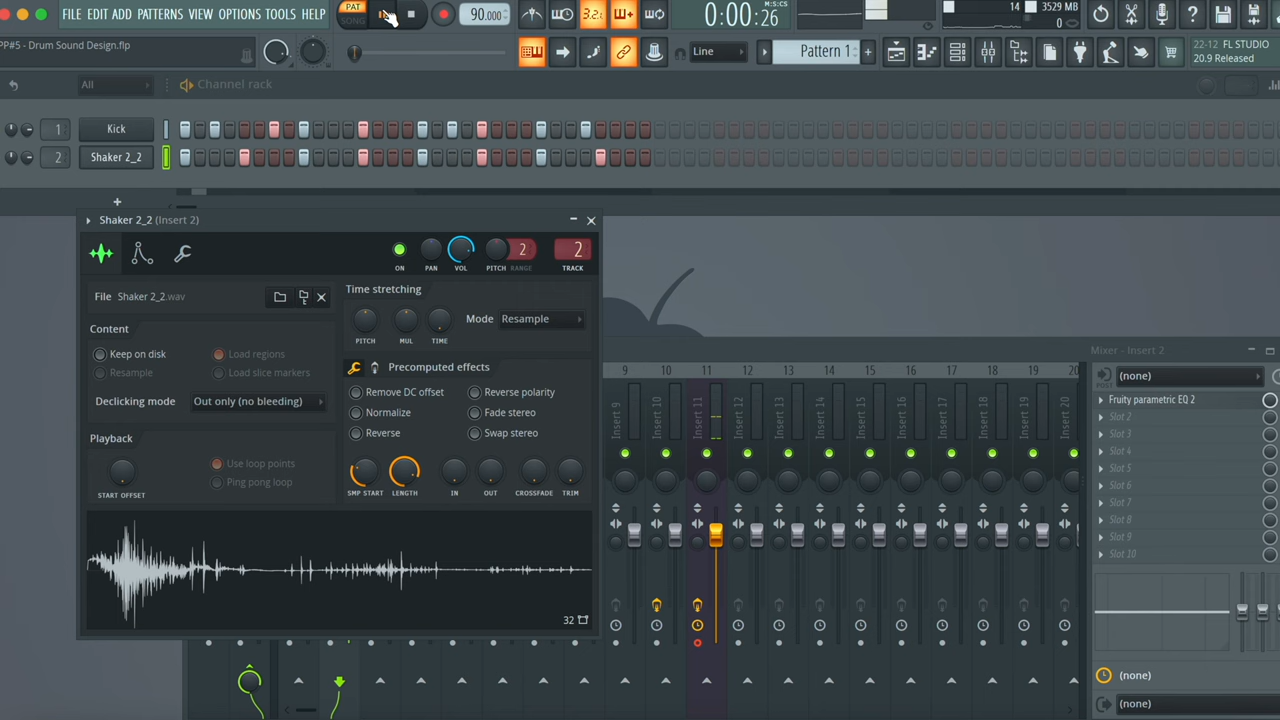 FILE EDIT ADD PATTERNS VIEW OPTIONS TOOLS HELP
PAT
SONG
90.000
3.2
0:00:26
M:S:CS
14
3529 MB
PP#5 - Drum Sound Design.flp
Line
Pattern 1
22-12 FL STUDIO
20.9 Released
All
Channel rack
1
Kick
2
Shaker 2_2
+
Shaker 2_2 (Insert 2)
ON
PAN
VOL
PITCH
2
RANGE
2
TRACK
File Shaker 2_2.wav
Time stretching
PITCH
MUL
TIME
Mode
Resample
Content
Keep on disk
Load regions
Resample
Load slice markers
Declicking mode
Out only (no bleeding)
Precomputed effects
Remove DC offset
Reverse polarity
Normalize
Fade stereo
Reverse
Swap stereo
Playback
START OFFSET
Use loop points
Ping pong loop
SMP START
LENGTH
IN
OUT
CROSSFADE
TRIM
32
9 10 11 12 13 14 15 16 17 18 19 20
Insert 9
Insert 10
Insert 11
Insert 12
Insert 13
Insert 14
Insert 15
Insert 16
Insert 17
Insert 18
Insert 19
Insert 20
Mixer - Insert 2
POST
(none)
Fruity parametric EQ 2
Slot 2
Slot 3
Slot 4
Slot 5
Slot 6
Slot 7
Slot 8
Slot 9
Slot 10
(none)
(none)